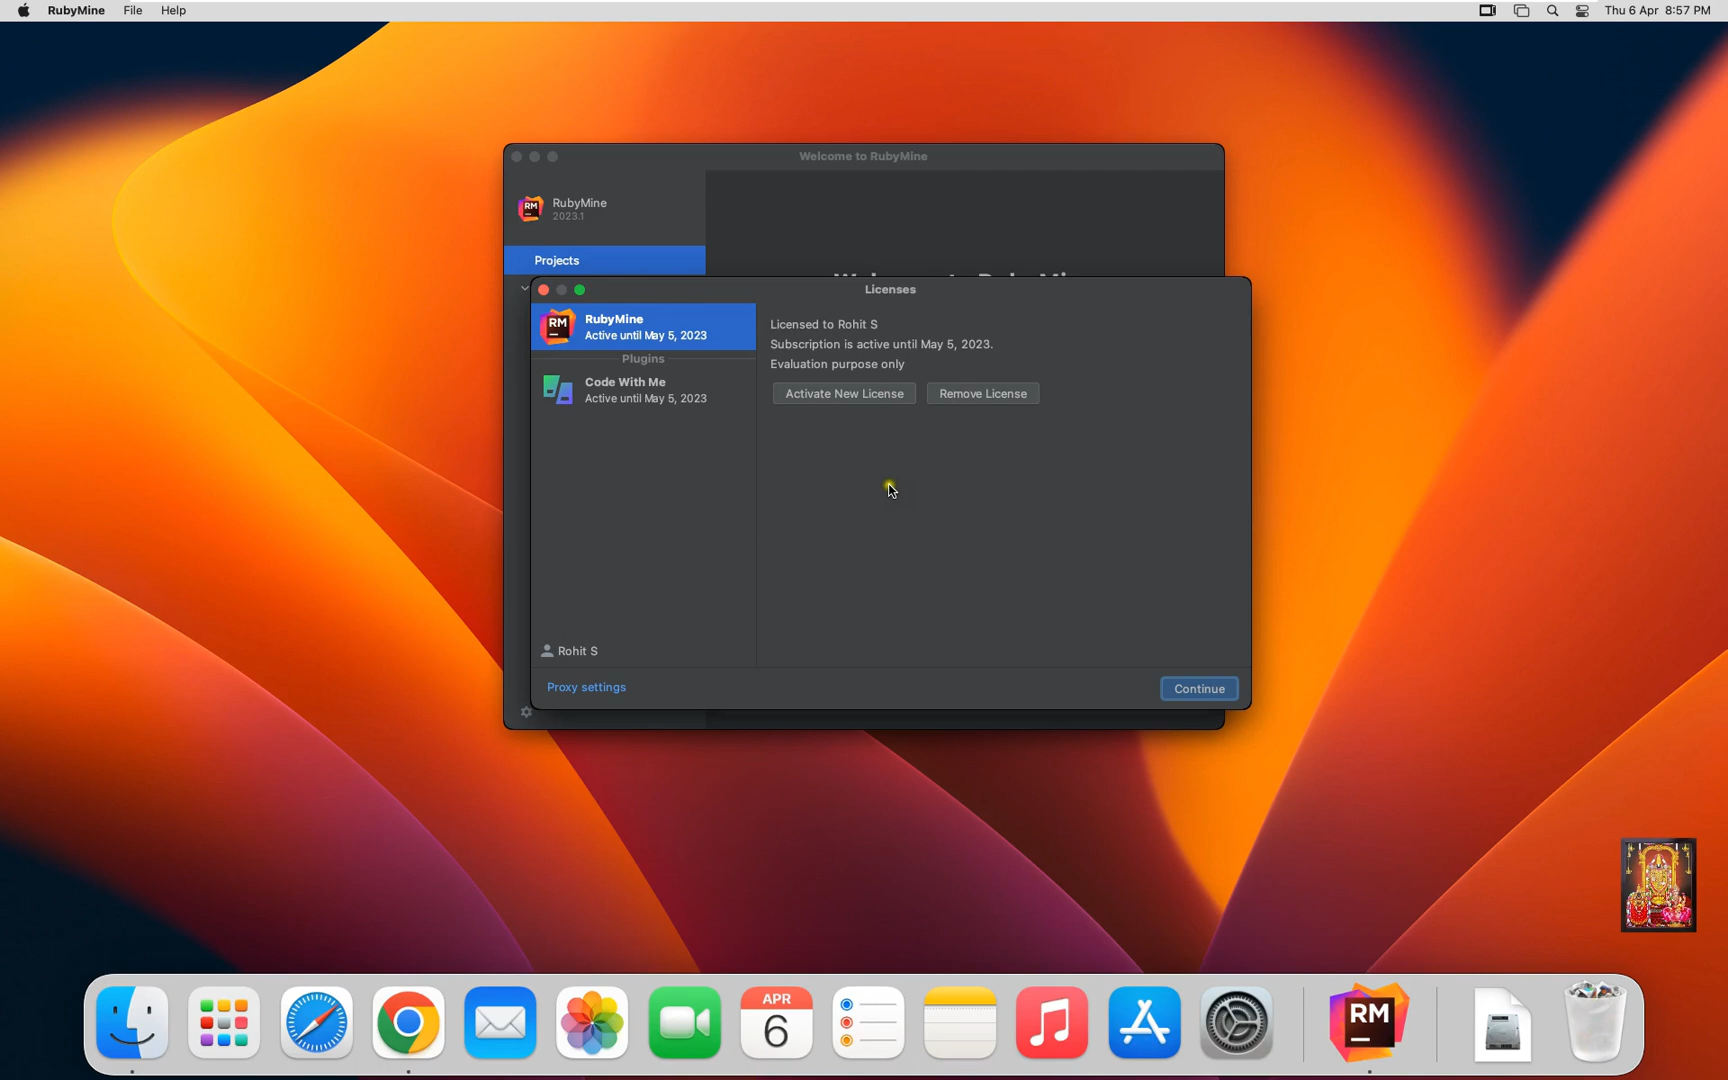 RubyMine File Help Thu 6 Apr 8:57 PM
Welcome to RubyMine
RM RubyMine
2023.1
Projects
Licenses
RM RubyMine
Active until May 5, 2023
Plugins
Code With Me
Active until May 5, 2023
Licensed to Rohit S
Subscription is active until May 5, 2023.
Evaluation purpose only
Activate New License Remove License
Rohit S
Proxy settings
Continue
APR
6
RM